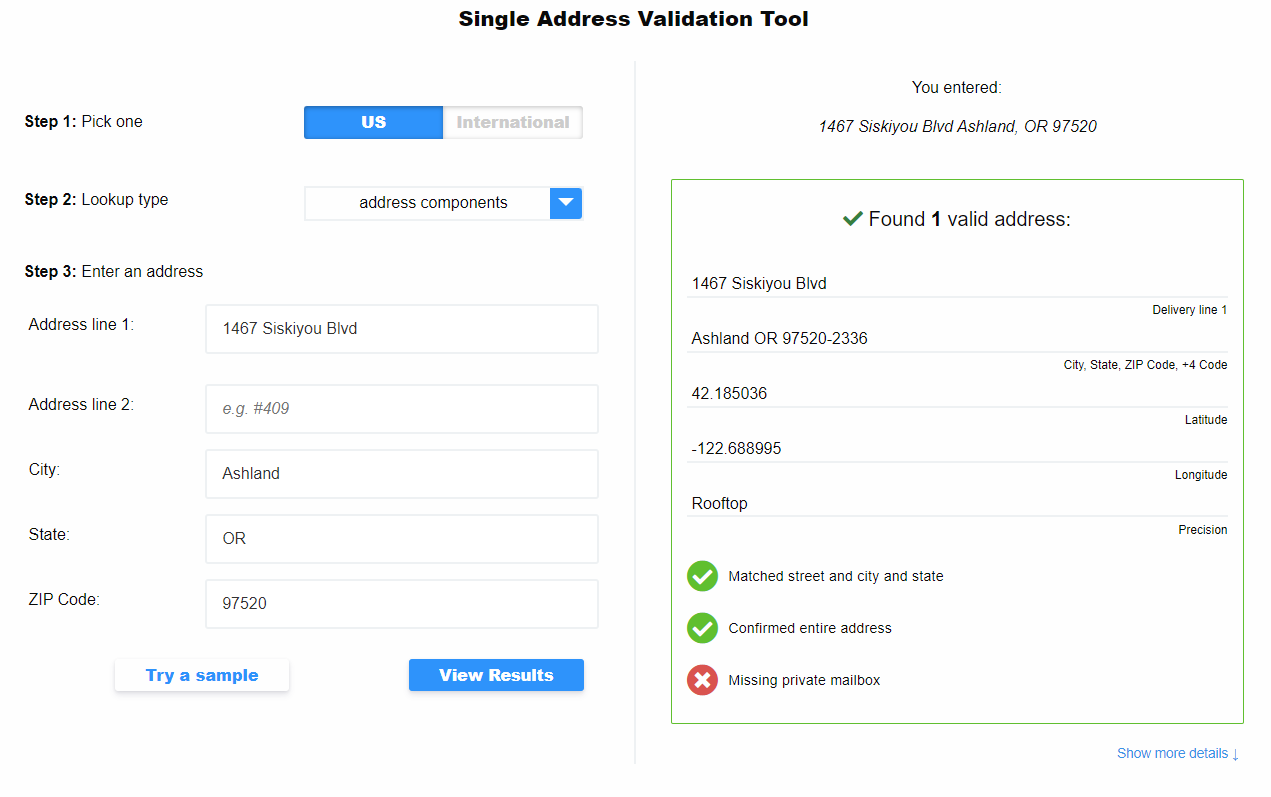 Single Address Validation Tool
Step 1: Pick one
US
International
Step 2: Lookup type
address components
Step 3: Enter an address
Address line 1:
1467 Siskiyou Blvd
Address line 2:
e.g. #409
City:
Ashland
State:
OR
ZIP Code:
97520
Try a sample
View Results
You entered:
1467 Siskiyou Blvd Ashland, OR 97520
Found 1 valid address:
1467 Siskiyou Blvd
Delivery line 1
Ashland OR 97520-2336
City, State, ZIP Code, +4 Code
42.185036
Latitude
-122.688995
Longitude
Rooftop
Precision
Matched street and city and state
Confirmed entire address
Missing private mailbox
Show more details ↓